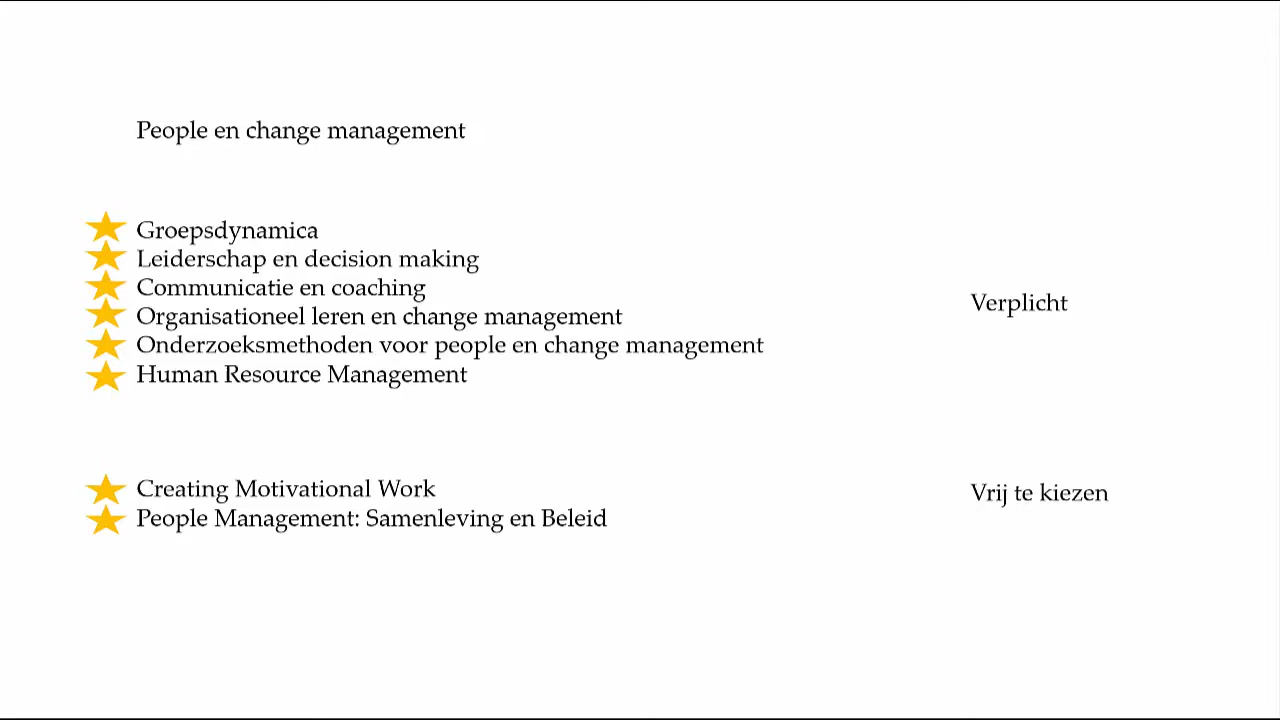 People en change management
Groepsdynamica
Leiderschap en decision making
Communicatie en coaching
Organisationeel leren en change management
Onderzoeksmethoden voor people en change management
Human Resource Management
Verplicht
Creating Motivational Work
People Management: Samenleving en Beleid
Vrij te kiezen